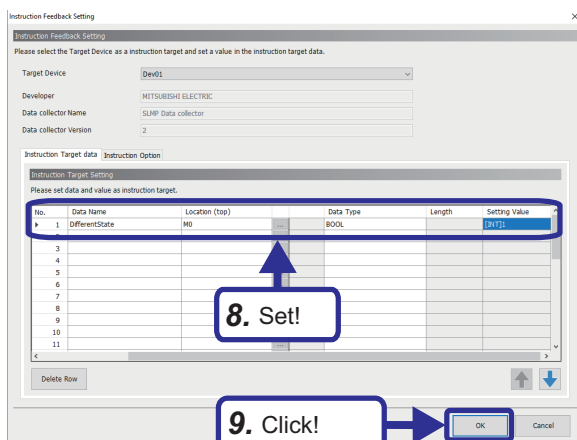 Instruction Feedback Setting
Instruction Feedback Setting
Please select the Target Device as a instruction target and set a value in the instruction target data.
Target Device Dev01
Developer MITSUBISHI ELECTRIC
Data collector Name SLMP Data collector
Data collector Version 2
Instruction Target data Instruction Option
Instruction Target Setting
Please set data and value as instruction target.
No. Data Name Location (top) Data Type Length Setting Value
1 DifferentState M0 ... BOOL [INT]1
3
4
5
6
7
8
9
10
11 ...
8. Set!
Delete Row
9. Click!
OK Cancel